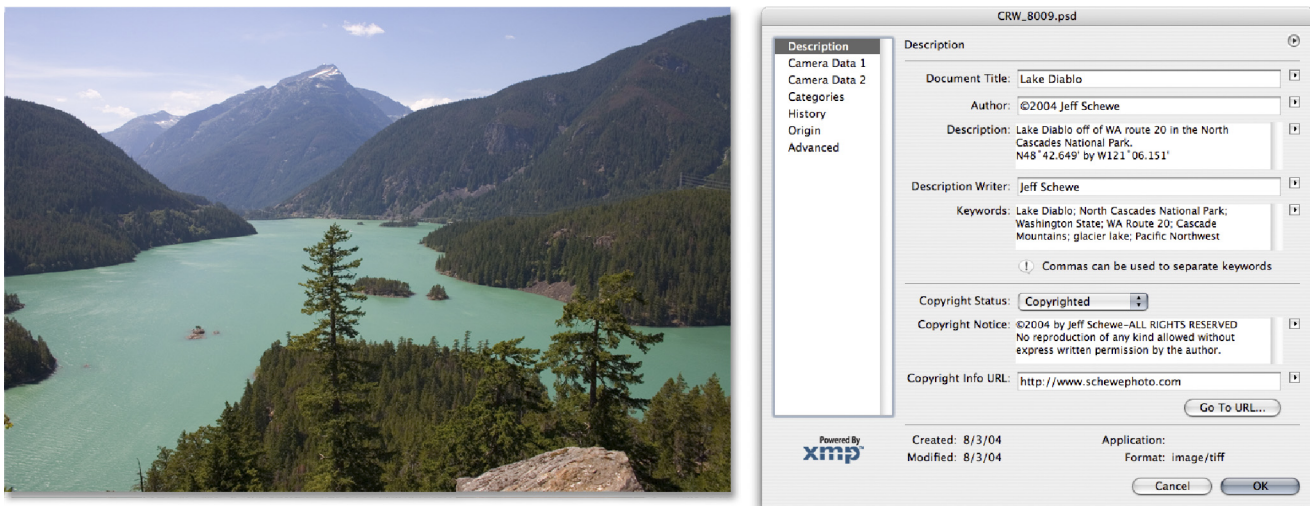 CRW_8009.psd
Description
Camera Data 1
Camera Data 2
Categories
History
Origin
Advanced
Description
Document Title: Lake Diablo
Author: ©2004 Jeff Schewe
Description: Lake Diablo off of WA route 20 in the North
Cascades National Park.
N48˚42.649' by W121˚06.151'
Description Writer: Jeff Schewe
Keywords: Lake Diablo; North Cascades National Park;
Washington State; WA Route 20; Cascade
Mountains; glacier lake; Pacific Northwest
! Commas can be used to separate keywords
Copyright Status: Copyrighted
Copyright Notice: ©2004 by Jeff Schewe-ALL RIGHTS RESERVED
No reproduction of any kind allowed without
express written permission by the author.
Copyright Info URL: http://www.schewephoto.com
Go To URL...
Powered By
xmp™
Created: 8/3/04 Application:
Modified: 8/3/04 Format: image/tiff
Cancel OK